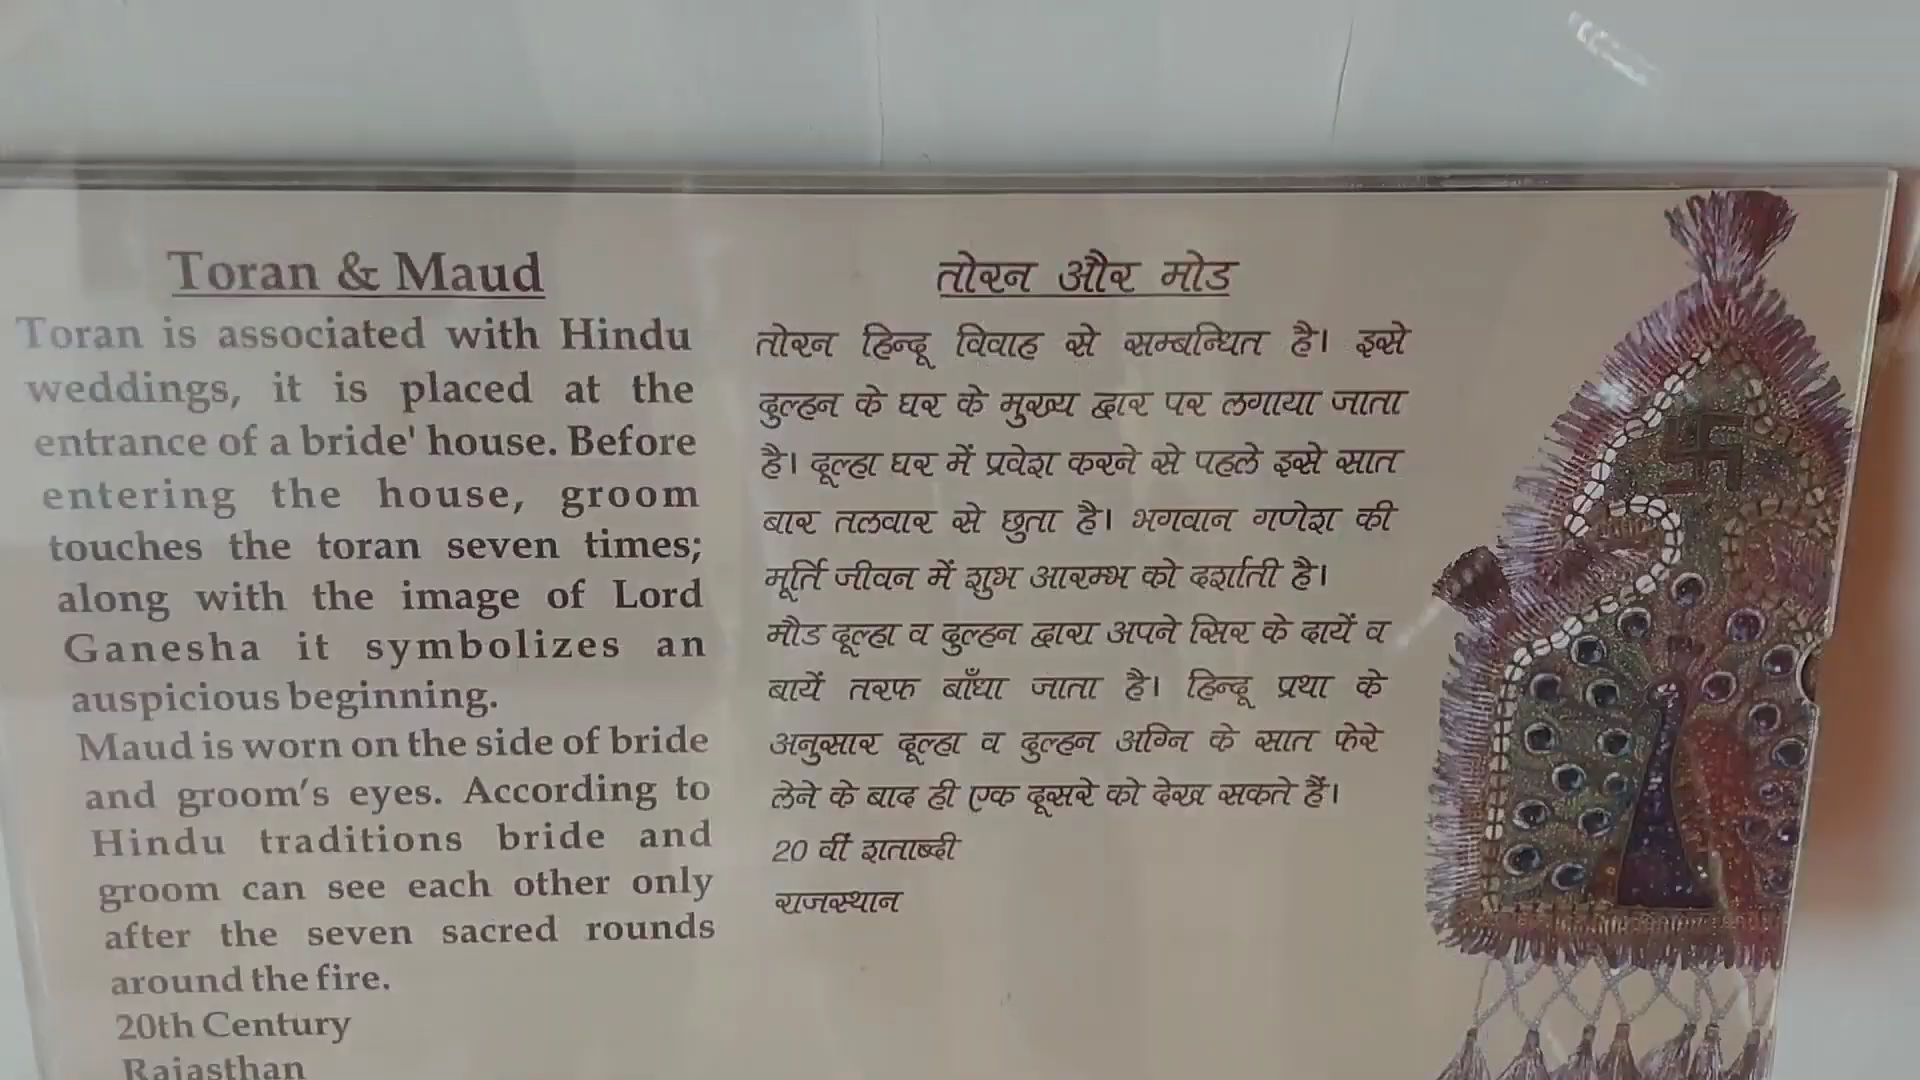 Toran & Maud
Toran is associated with Hindu
weddings, it is placed at the
entrance of a bride' house. Before
entering the house, groom
touches the toran seven times;
along with the image of Lord
Ganesha it symbolizes an
auspicious beginning.
Maud is worn on the side of bride
and groom's eyes. According to
Hindu traditions bride and
groom can see each other only
after the seven sacred rounds
around the fire.
20th Century
Rajasthan
तोरन और मोड
तोरन हिन्दू विवाह से सम्बन्धित है। इसे
दुल्हन के घर के मुख्य द्वार पर लगाया जाता
है। दूल्हा घर में प्रवेश करने से पहले इसे सात
बार तलवार से छुता है। भगवान गणेश की
मूर्ति जीवन में शुभ आरम्भ को दर्शाती है।
मौड दूल्हा व दुल्हन द्वारा अपने सिर के दायें व
बायें तरफ बाँधा जाता है। हिन्दू प्रथा के
अनुसार दूल्हा व दुल्हन अग्नि के सात फेरे
लेने के बाद ही एक दूसरे को देख सकते हैं।
20 वीं शताब्दी
राजस्थान